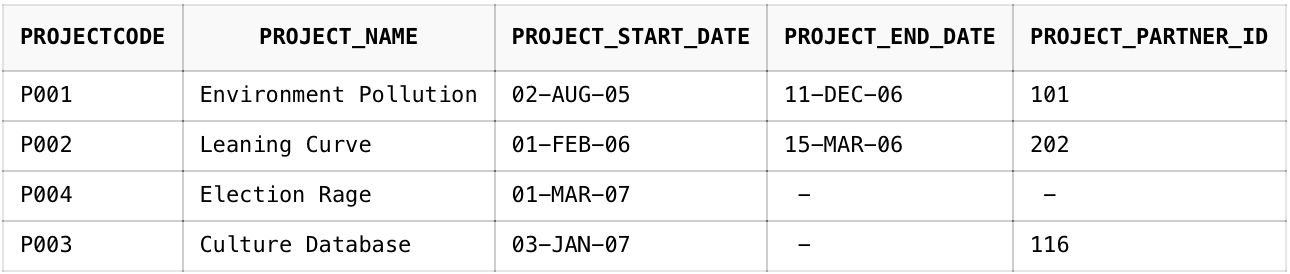 PROJECTCODE PROJECT_NAME PROJECT_START_DATE PROJECT_END_DATE PROJECT_PARTNER_ID
P001 Environment Pollution 02-AUG-05 11-DEC-06 101
P002 Leaning Curve 01-FEB-06 15-MAR-06 202
P004 Election Rage 01-MAR-07 - -
P003 Culture Database 03-JAN-07 - 116